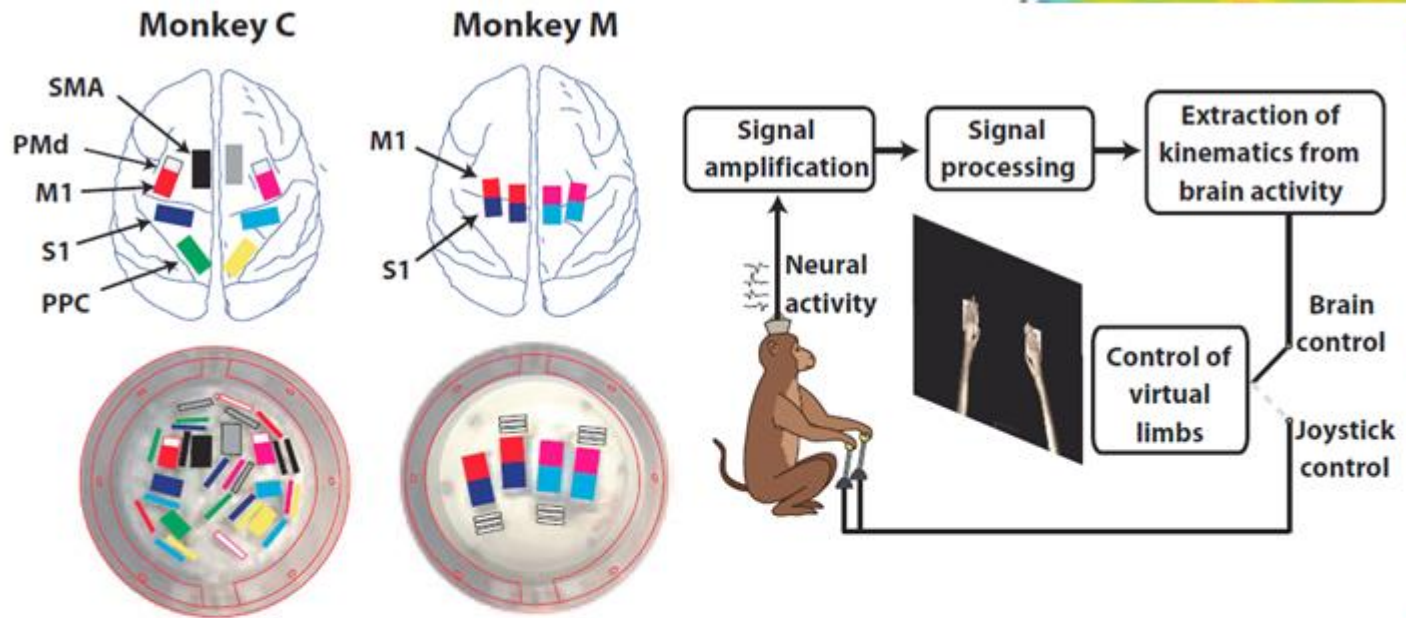 Monkey C
Monkey M
SMA
PMd
M1
S1
PPC
M1
S1
Signal
amplification
Signal
processing
Extraction of
kinematics from
brain activity
Neural
activity
Control of
virtual
limbs
Brain
control
Joystick
control